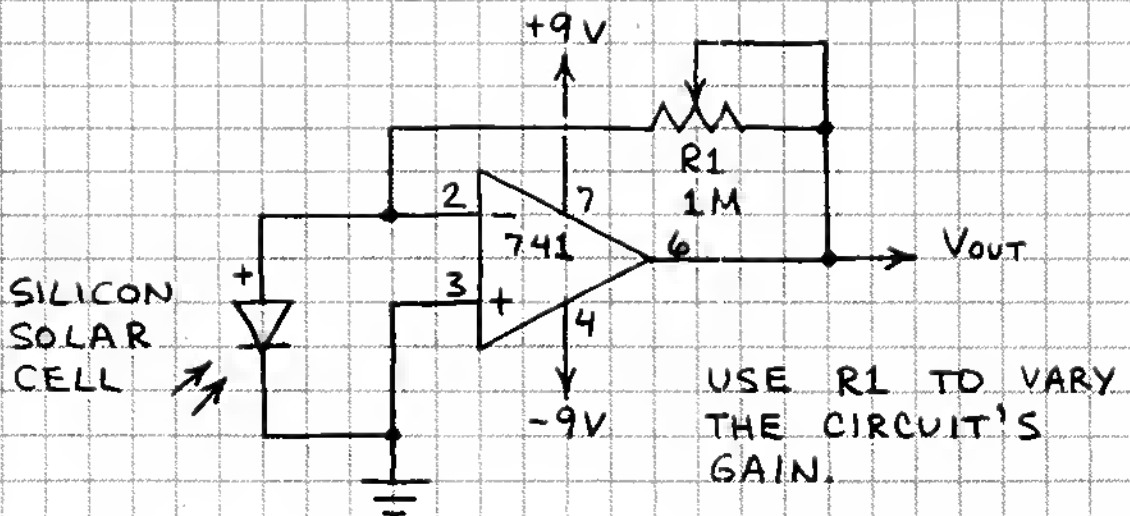 +9V
R1
1M
2
-
7
741
6
VOUT
+
SILICON
SOLAR
CELL
3
+
4
-9V
USE R1 TO VARY
THE CIRCUIT'S
GAIN.